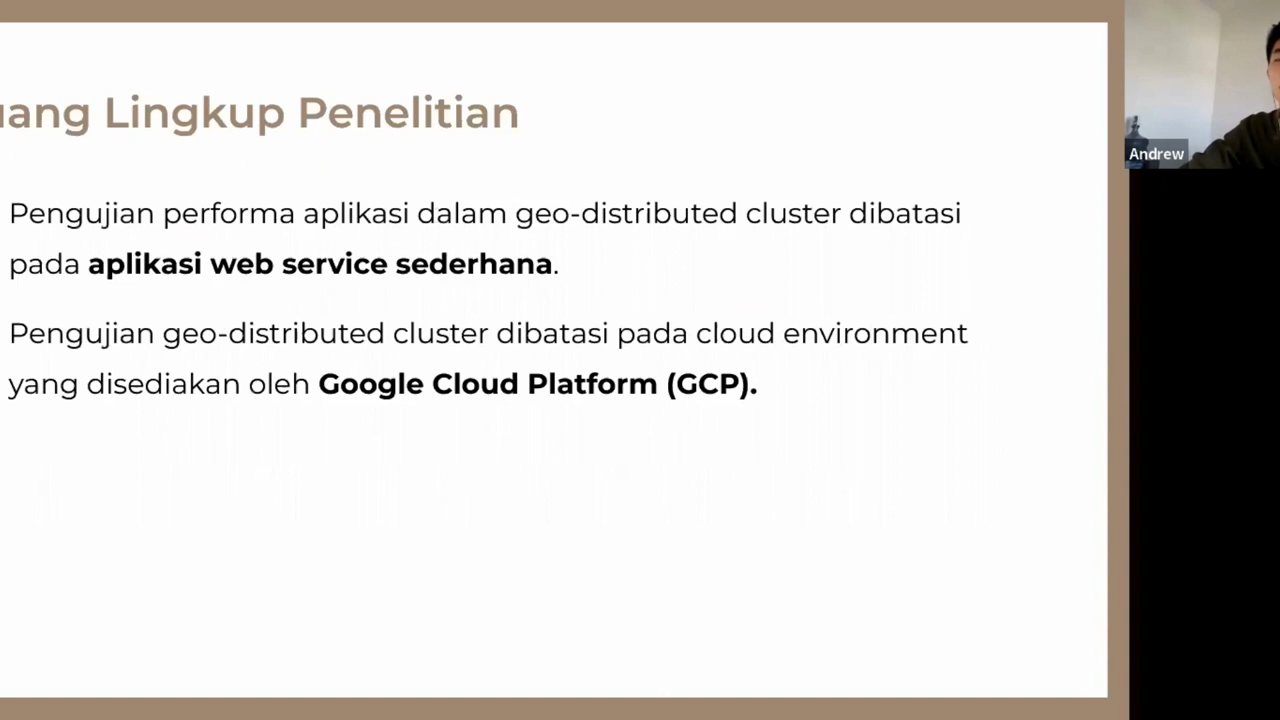 uang Lingkup Penelitian
Pengujian performa aplikasi dalam geo-distributed cluster dibatasi
pada aplikasi web service sederhana.
Pengujian geo-distributed cluster dibatasi pada cloud environment
yang disediakan oleh Google Cloud Platform (GCP).
Andrew